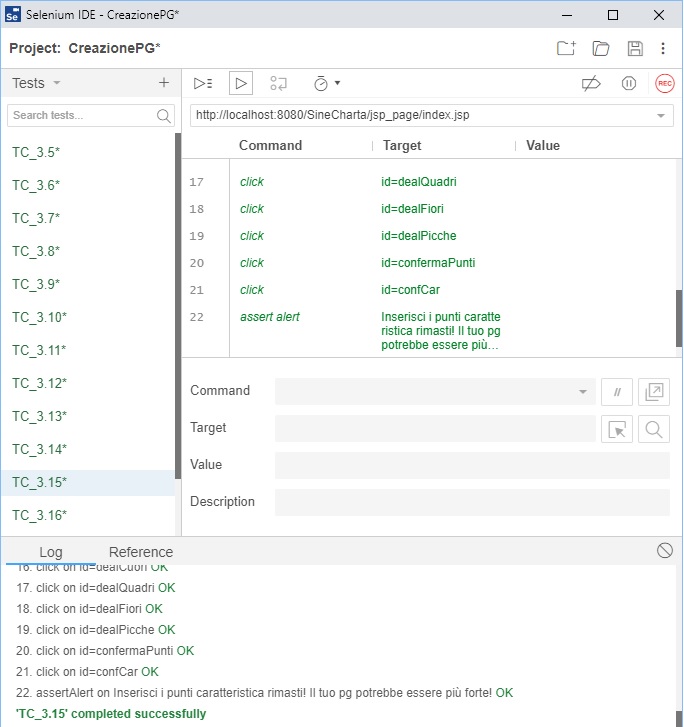 Se Selenium IDE - CreazionePG*
Project: CreazionePG*
Tests
Search tests...
TC_3.5*
TC_3.6*
TC_3.7*
TC_3.8*
TC_3.9*
TC_3.10*
TC_3.11*
TC_3.12*
TC_3.13*
TC_3.14*
TC_3.15*
TC_3.16*
REC
http://localhost:8080/SineCharta/jsp_page/index.jsp
Command Target Value
17 click id=dealQuadri
18 click id=dealFiori
19 click id=dealPicche
20 click id=confermaPunti
21 click id=confCar
22 assert alert Inserisci i punti caratte
ristica rimasti! Il tuo pg
potrebbe essere più...
Command //
Target
Value
Description
Log Reference
16. click on id=dealCuori OK
17. click on id=dealQuadri OK
18. click on id=dealFiori OK
19. click on id=dealPicche OK
20. click on id=confermaPunti OK
21. click on id=confCar OK
22. assertAlert on Inserisci i punti caratteristica rimasti! Il tuo pg potrebbe essere più forte! OK
'TC_3.15' completed successfully